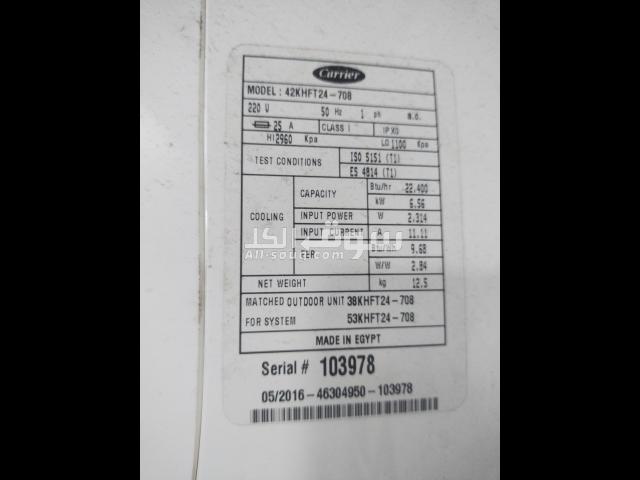 Carrier
MODEL : 42KHFT24-708
220 V 50 Hz 1 ph a.c.
25 A CLASS I IP X0
HI 2960 Kpa LO 1100 Kpa
TEST CONDITIONS ISO 5151 (T1)
ES 4814 (T1)
COOLING CAPACITY Btu/hr 22.400
kW 6.56
INPUT POWER W 2.314
INPUT CURRENT A 11.11
EER 9.68
W/W 2.84
NET WEIGHT kg 12.5
سوق الكل
Al-souq.com
MATCHED OUTDOOR UNIT 38KHFT24-708
FOR SYSTEM 53KHFT24-708
MADE IN EGYPT
Serial # 103978
05/2016-46304950-103978